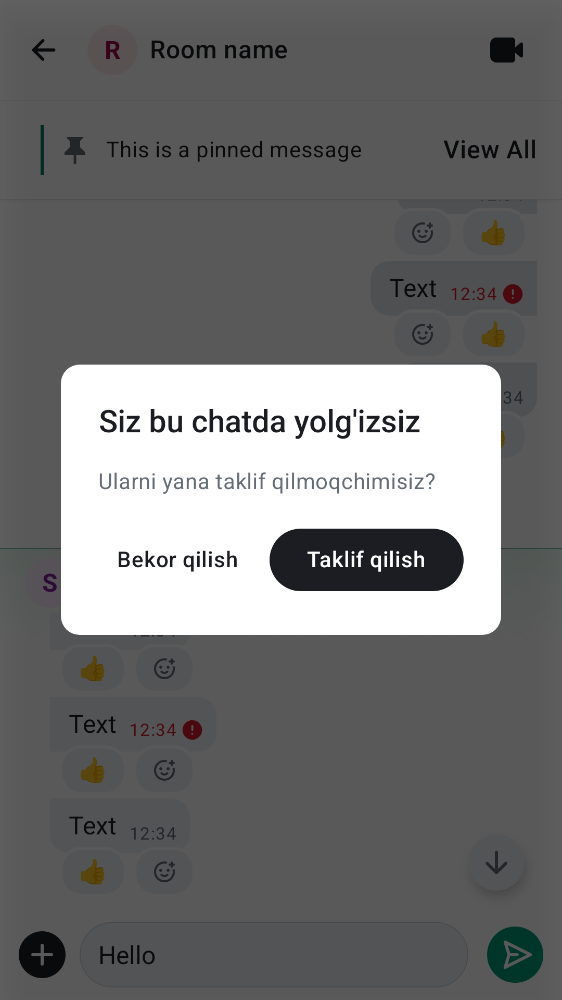 R Room name
This is a pinned message View All
Text 12:34
34
Siz bu chatda yolg'izsiz
Ularni yana taklif qilmoqchimisiz?
Bekor qilish Taklif qilish
S
Text 12:34
Text 12:34
Hello